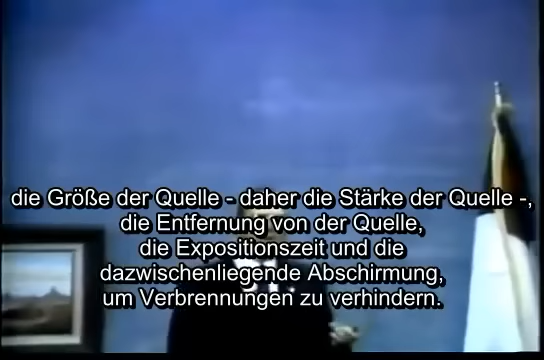 die Größe der Quelle - daher die Stärke der Quelle -,
die Entfernung von der Quelle,
die Expositionszeit und die
dazwischenliegende Abschirmung,
um Verbrennungen zu verhindern.